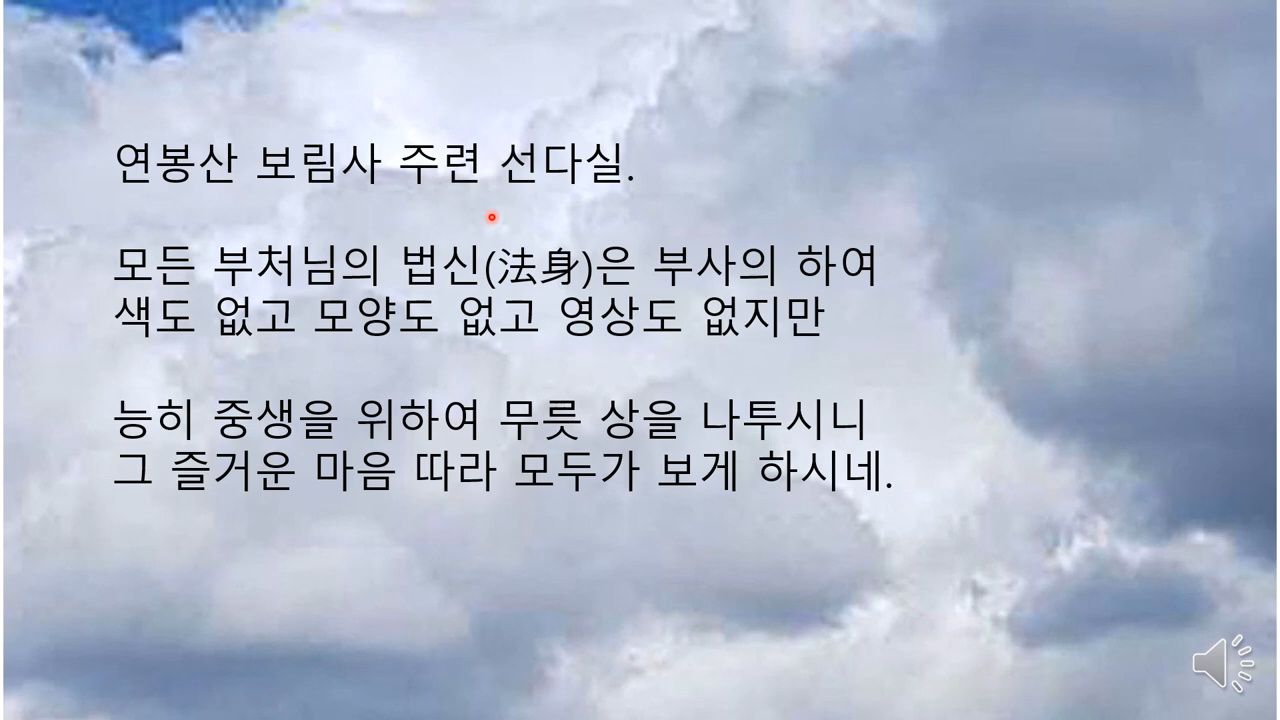 연봉산 보림사 주련 선다실.
모든 부처님의 법신(法身)은 부사의 하여
색도 없고 모양도 없고 영상도 없지만
능히 중생을 위하여 무릇 상을 나투시니
그 즐거운 마음 따라 모두가 보게 하시네.